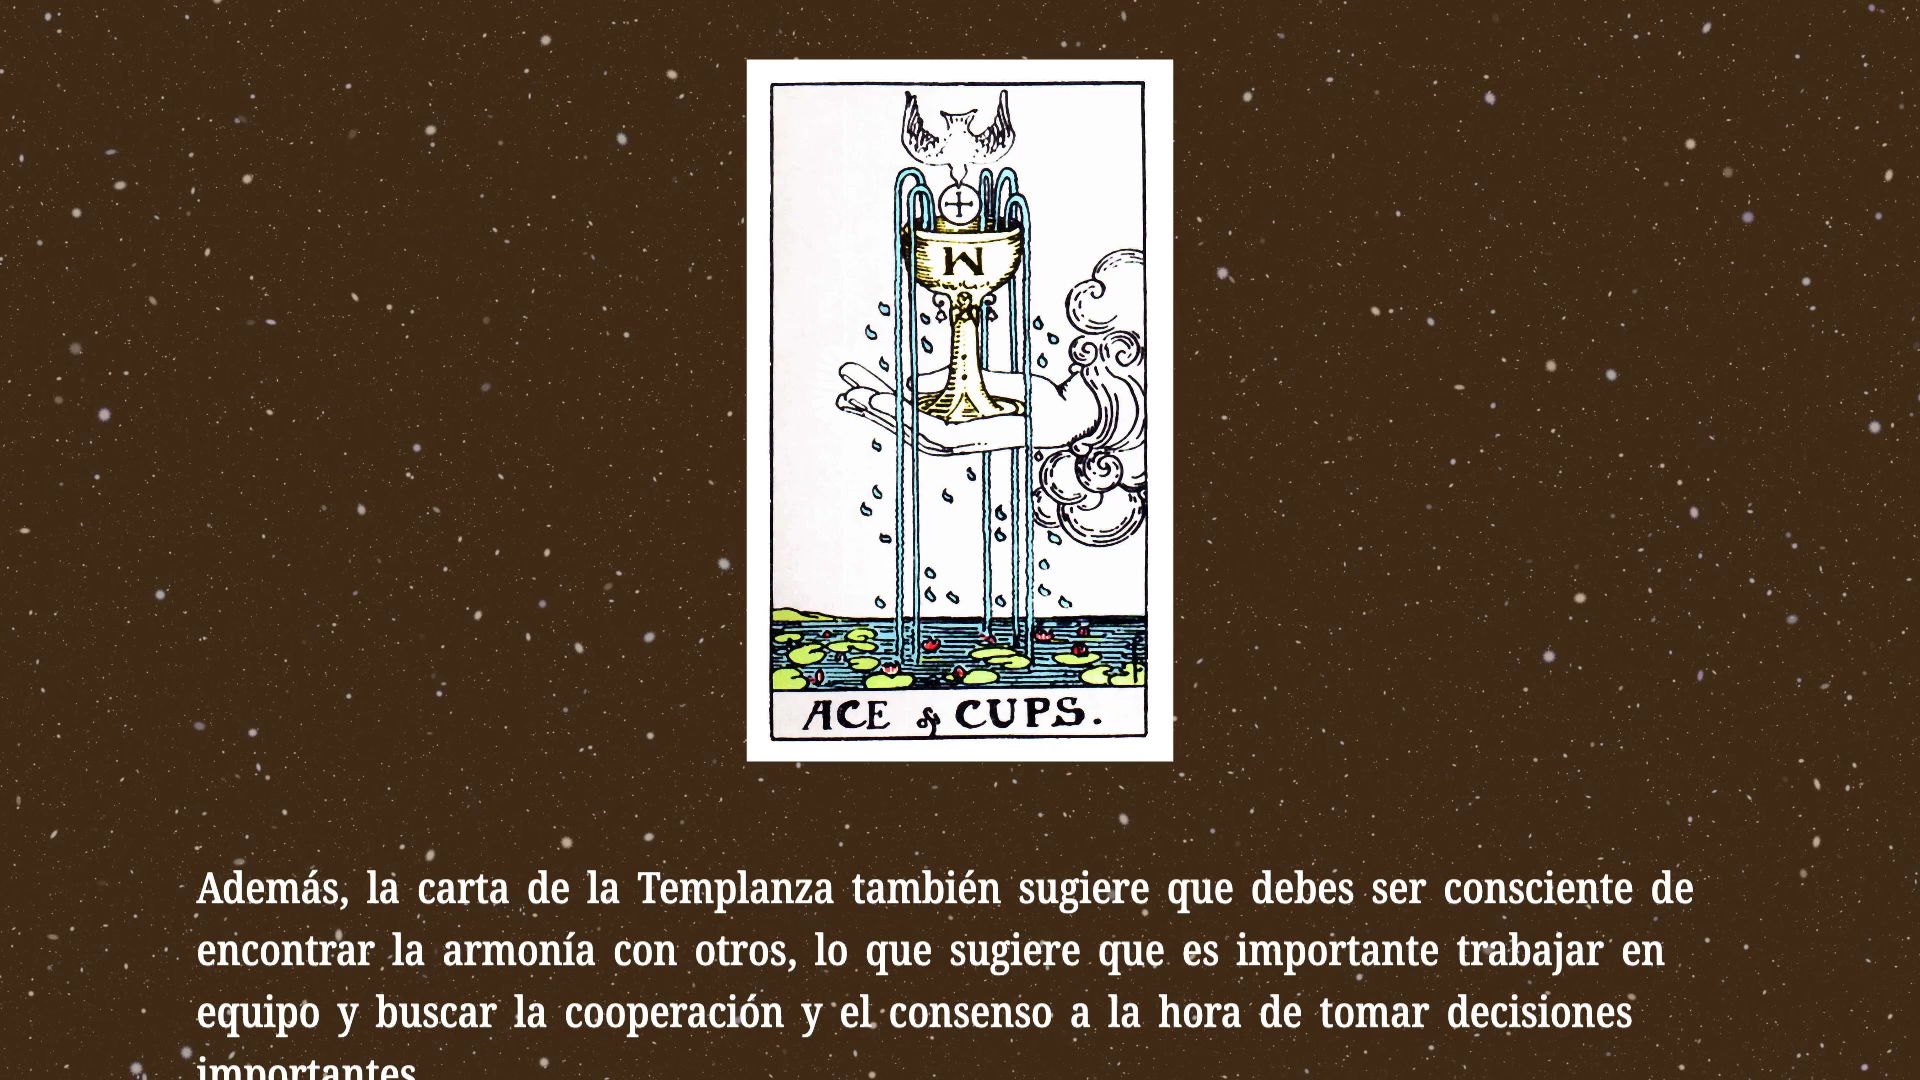 W
ACE of CUPS.
Además, la carta de la Templanza también sugiere que debes ser consciente de
encontrar la armonía con otros, lo que sugiere que es importante trabajar en
equipo y buscar la cooperación y el consenso a la hora de tomar decisiones
importantes.